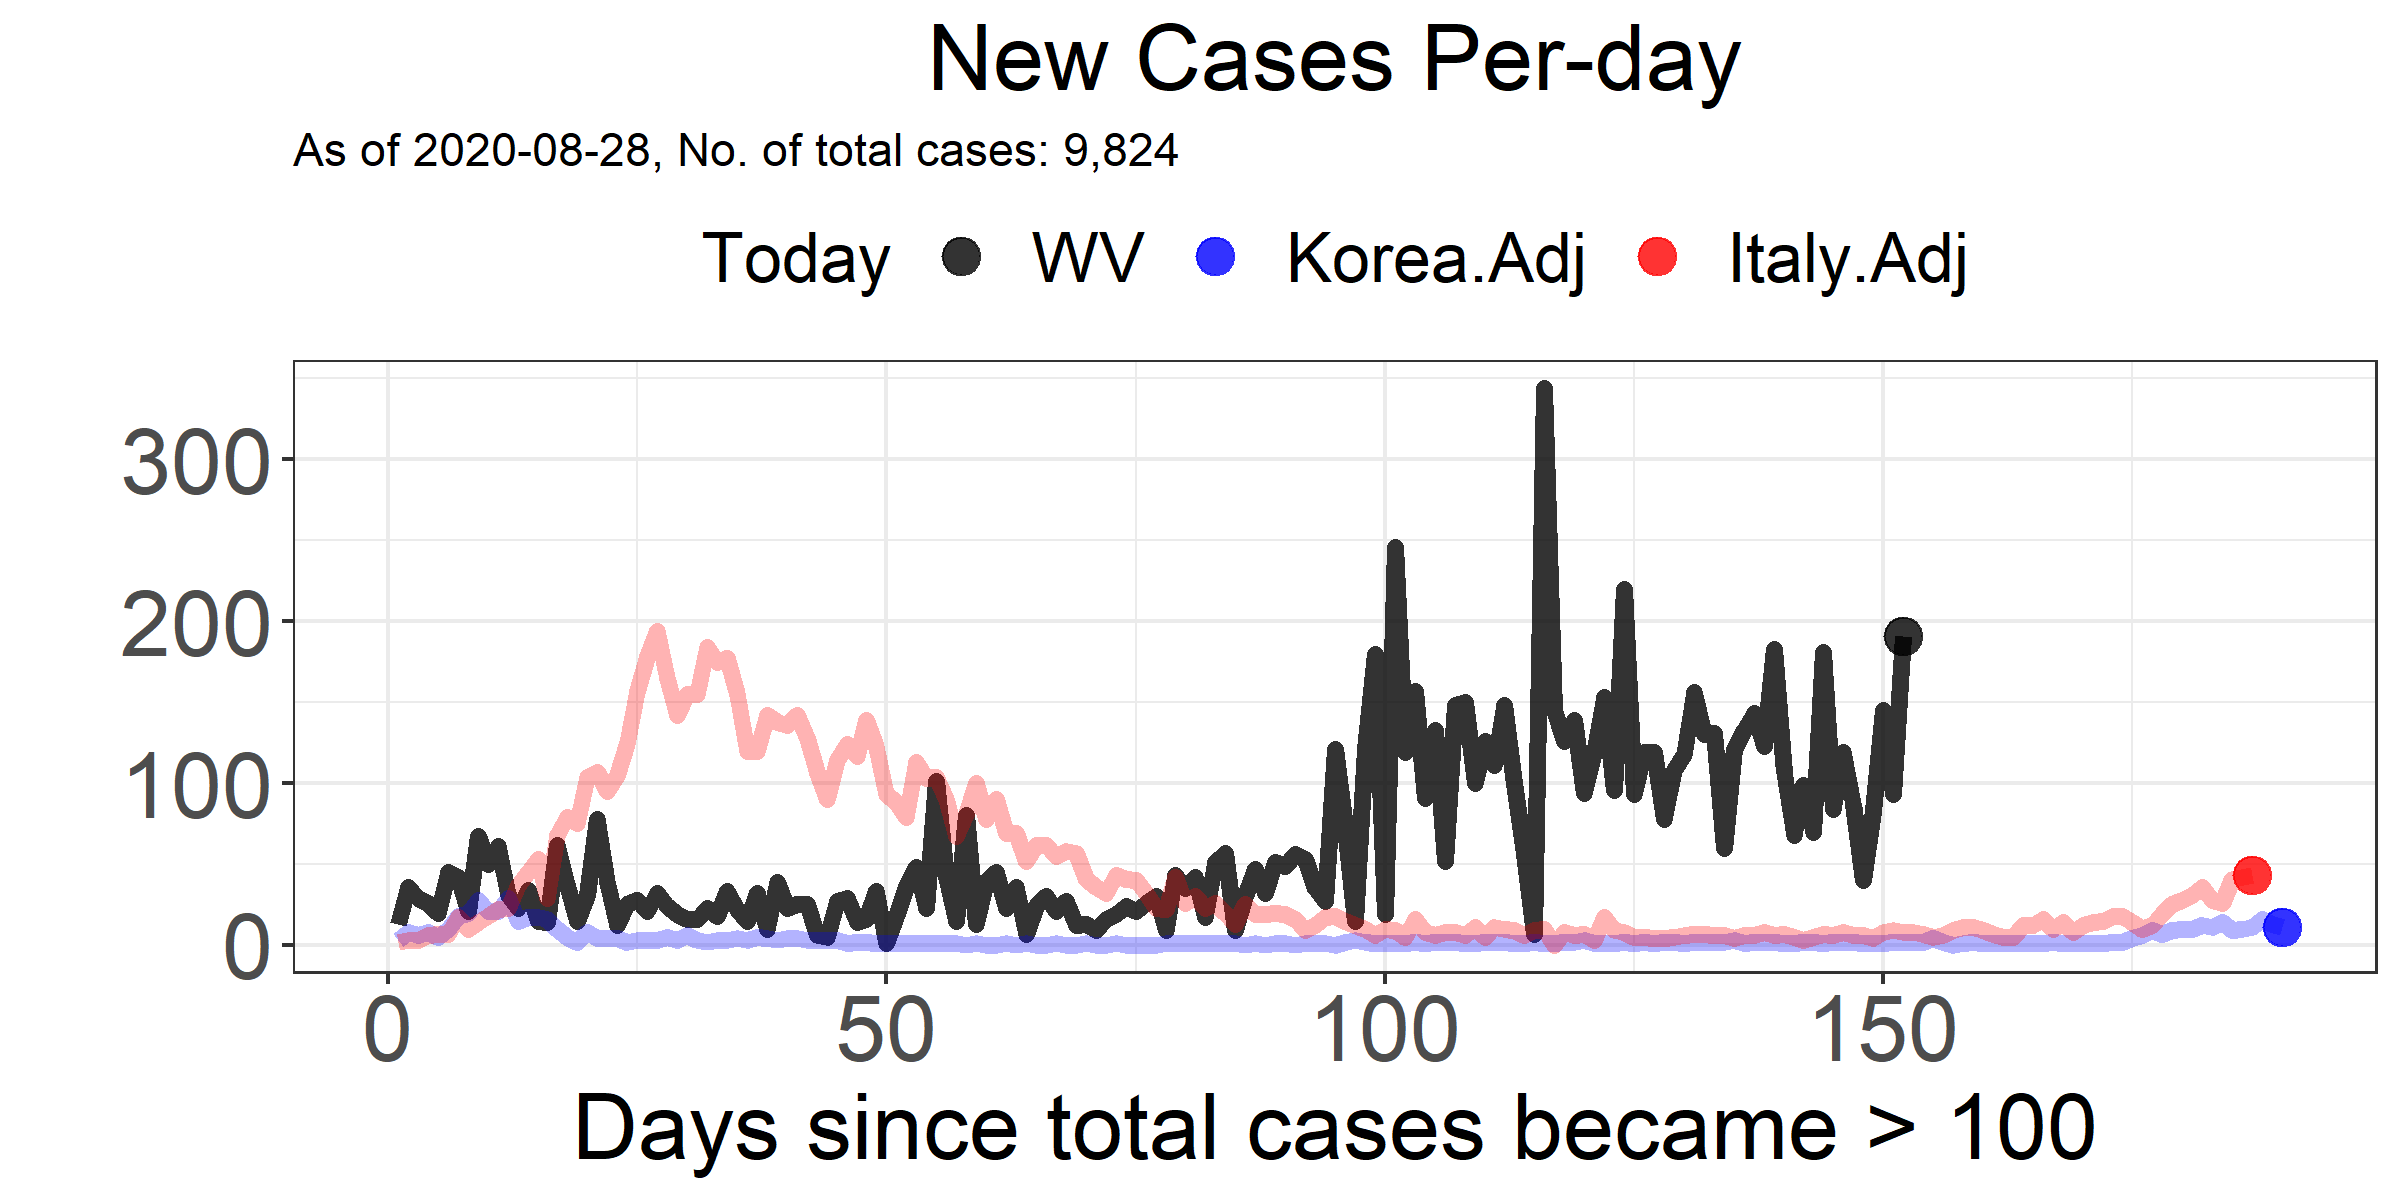 New Cases Per-day
As of 2020-08-28, No. of total cases: 9,824
Today WV Korea.Adj Italy.Adj
300
200
100
0
0 50 100 150
Days since total cases became > 100